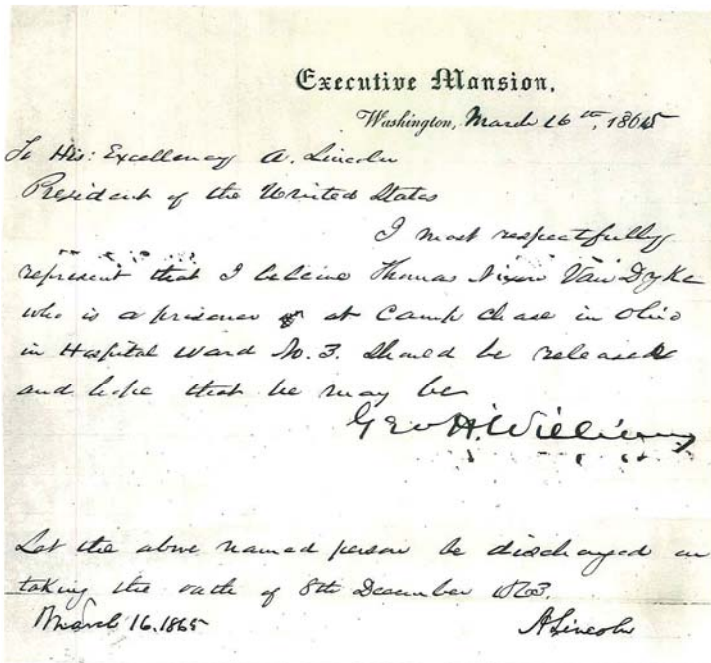 Executive Mansion,
Washington, March 16th, 1865
To His: Excellency A. Lincoln
President of the United States
I most respectfully
represent that I believe Thomas Nixon Van Dyke
who is a prisoner at Camp Chase in Ohio
in Hospital Ward No. 3. Should be released
and hope that he may be
Geo H. Williams
Let the above named person be discharged on
taking the oath of 8th December 1863.
March 16. 1865 A Lincoln